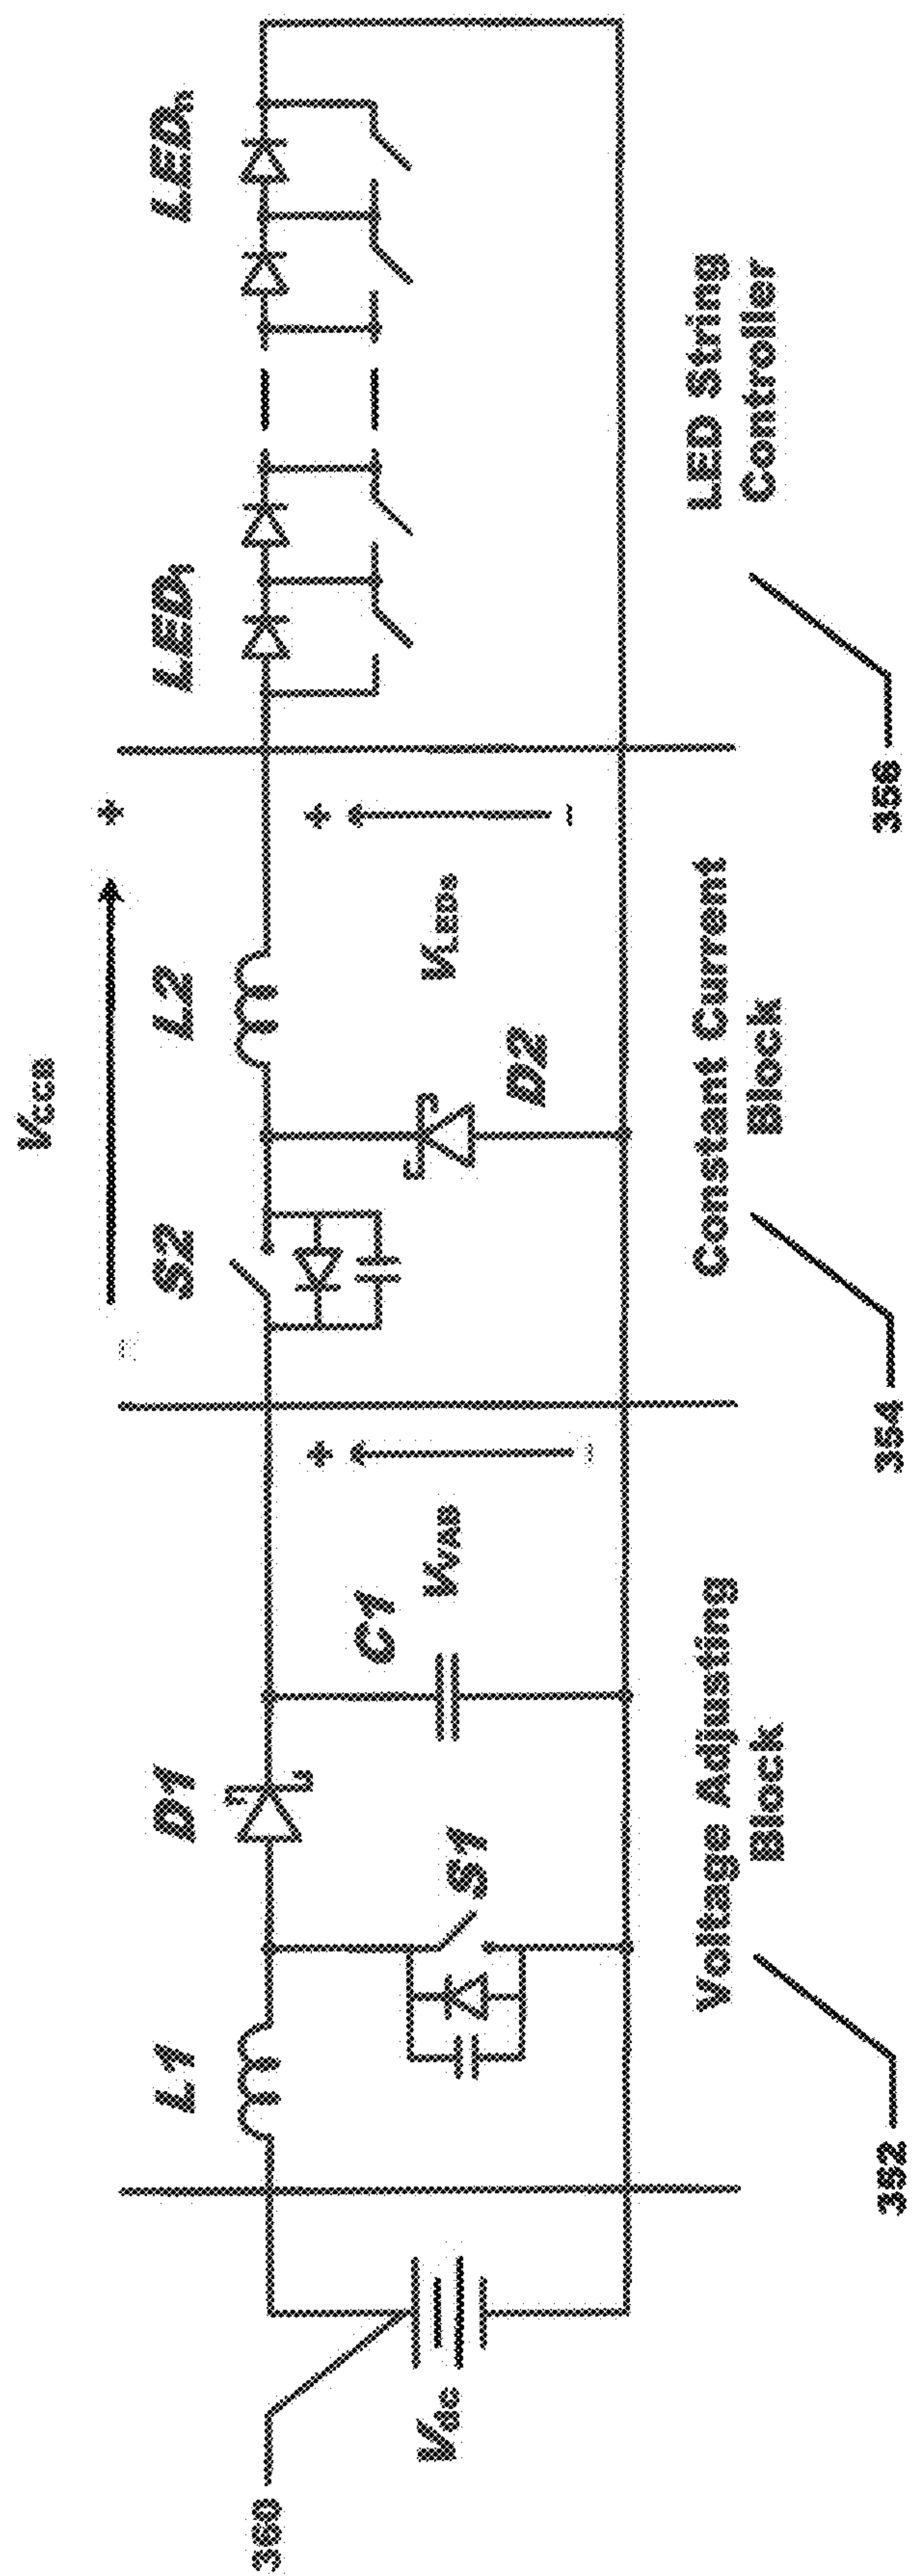 VCCB
+
L1
D1
S2
L2
LED1
LEDn
360
+
+
Vdc
S1
C1
VVAB
D2
VLEDs
-
Voltage Adjusting
Block
Constant Current
Block
LED String
Controller
352
354
356